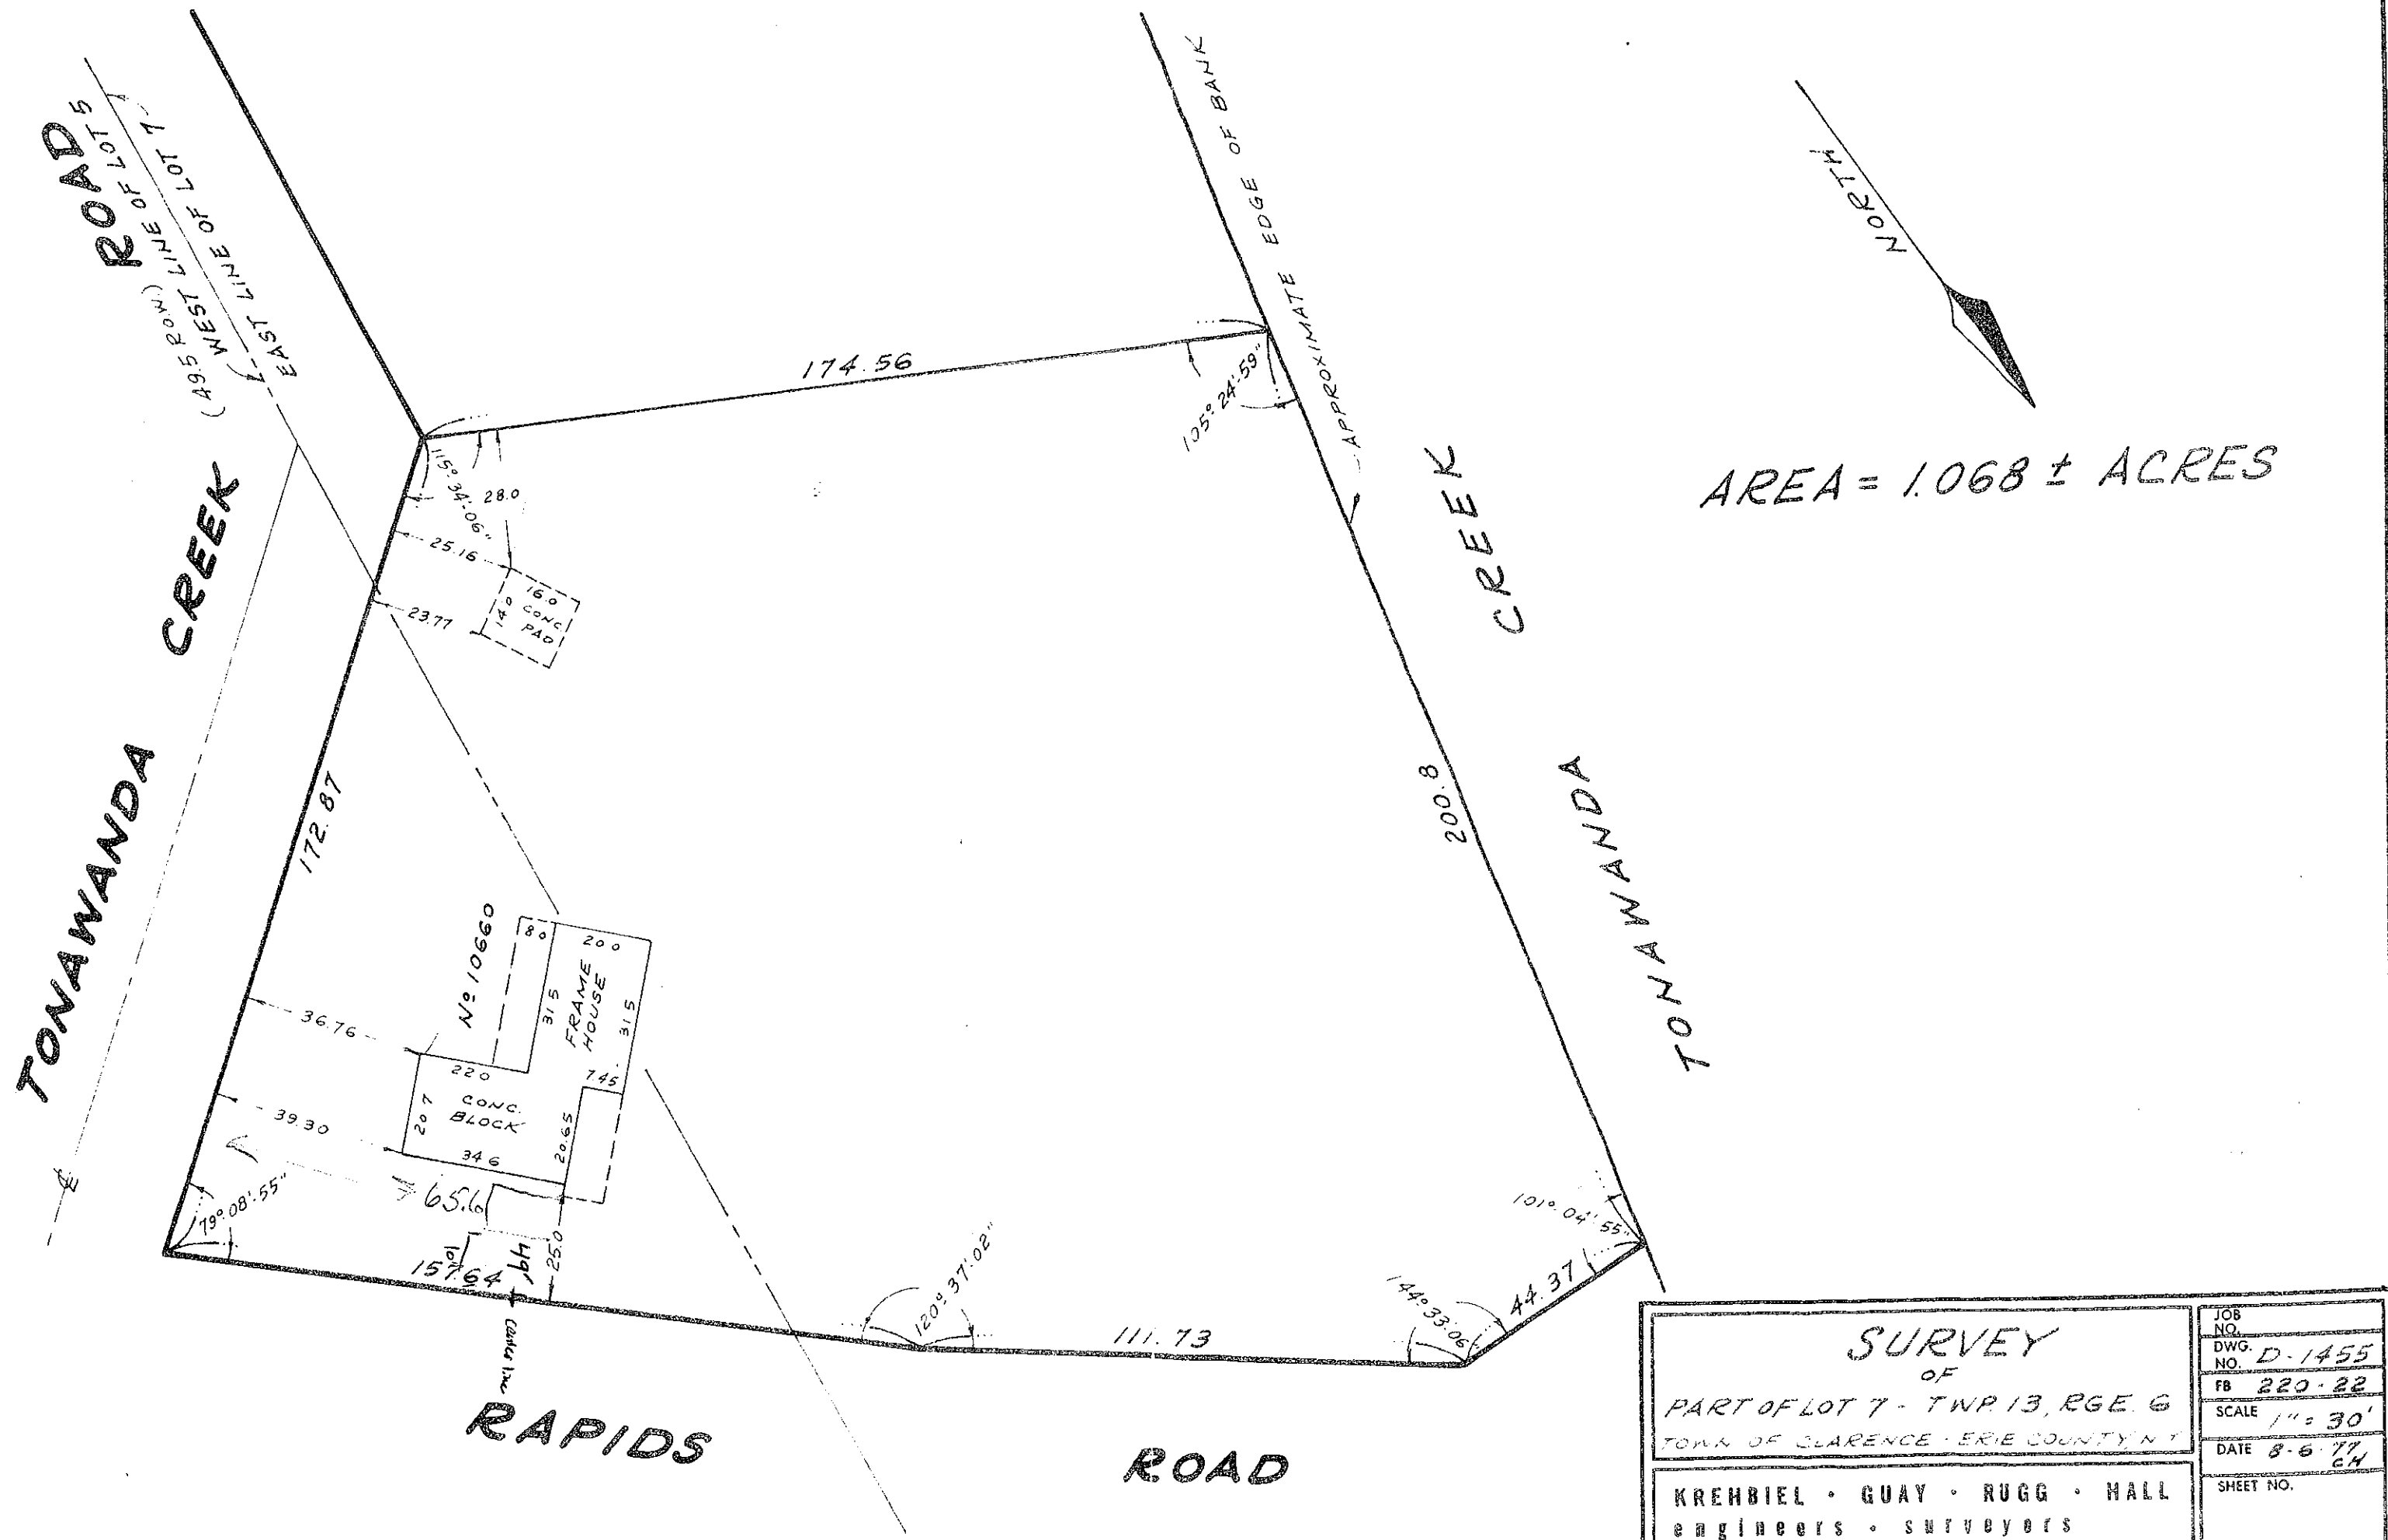 TONAWANDA CREEK ROAD
(49.5 ROW)
WEST LINE OF LOT 5
EAST LINE OF LOT 7
174.56
APPROXIMATE EDGE OF BANK
105°24'59"
NORTH
AREA = 1.068 ± ACRES
115°34'06"
28.0
25.16
23.77
16.0
14.0
CONC.
PAD
TONAWANDA CREEK
172.87
200.8
Nº 10660
8.0
20.0
31.5
FRAME
HOUSE
31.5
36.76
22.0
7.45
39.30
20.7
CONC.
BLOCK
20.65
34.6
65.6
79°08'55"
157.64
10'
49'
25.0
Center line
120°37'02"
111.73
144°33'06"
44.37
101°04'55"
RAPIDS ROAD
SURVEY
OF
PART OF LOT 7 - TWP. 13, RGE. 6
TOWN OF CLARENCE - ERIE COUNTY, N Y
KREHBIEL · GUAY · RUGG · HALL
engineers · surveyors
JOB NO.
DWG. NO. D-1455
FB 220-22
SCALE 1" = 30'
DATE 8-6-77
CH
SHEET NO.